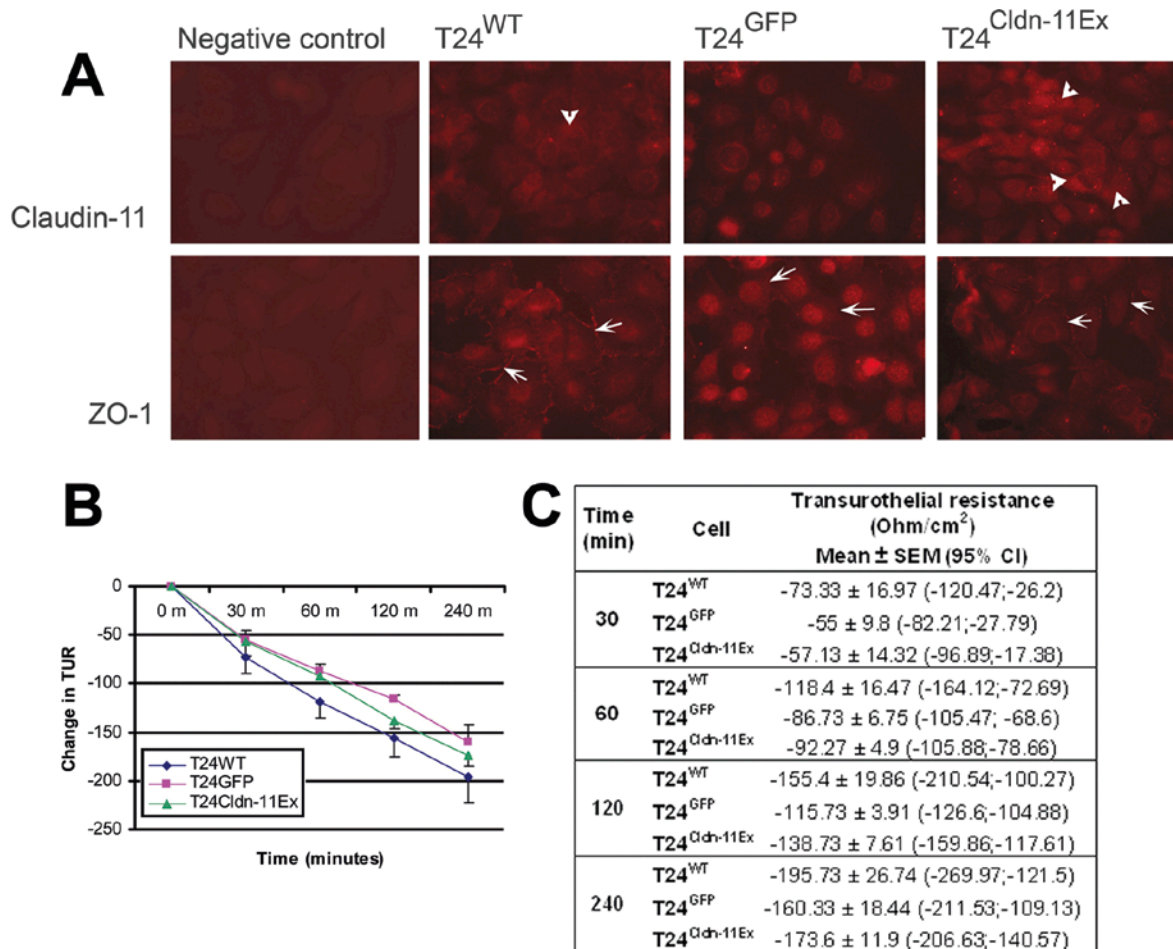 A
Negative control
T24WT
T24GFP
T24Cldn-11Ex
Claudin-11
ZO-1
B
0
0 m 30 m 60 m 120 m 240 m
-50
-100
-150
-200
-250
Change in TUR
T24WT
T24GFP
T24Cldn-11Ex
Time (minutes)
C
Time (min)
Cell
Transurothelial resistance
(Ohm/cm2)
Mean ± SEM (95% CI)
30
T24WT -73.33 ± 16.97 (-120.47;-26.2)
T24GFP -55 ± 9.8 (-82.21;-27.79)
T24Cldn-11Ex -57.13 ± 14.32 (-96.89;-17.38)
60
T24WT -118.4 ± 16.47 (-164.12;-72.69)
T24GFP -86.73 ± 6.75 (-105.47; -68.6)
T24Cldn-11Ex -92.27 ± 4.9 (-105.88;-78.66)
120
T24WT -155.4 ± 19.86 (-210.54;-100.27)
T24GFP -115.73 ± 3.91 (-126.6;-104.88)
T24Cldn-11Ex -138.73 ± 7.61 (-159.86;-117.61)
240
T24WT -195.73 ± 26.74 (-269.97;-121.5)
T24GFP -160.33 ± 18.44 (-211.53;-109.13)
T24Cldn-11Ex -173.6 ± 11.9 (-206.63;-140.57)